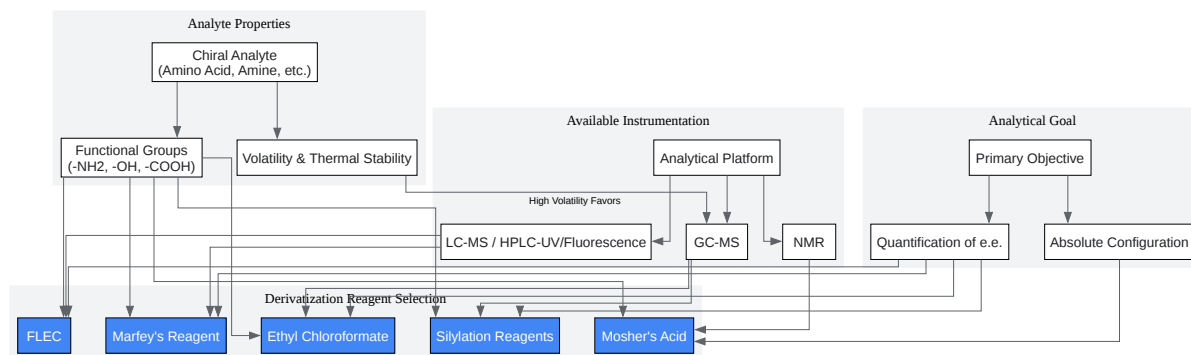 Analyte Properties
Chiral Analyte
(Amino Acid, Amine, etc.)
Functional Groups
(-NH2, -OH, -COOH)
Volatility & Thermal Stability
Available Instrumentation
Analytical Platform
High Volatility Favors
LC-MS / HPLC-UV/Fluorescence
GC-MS
NMR
Analytical Goal
Primary Objective
Quantification of e.e.
Absolute Configuration
Derivatization Reagent Selection
FLEC
Marfey's Reagent
Ethyl Chloroformate
Silylation Reagents
Mosher's Acid